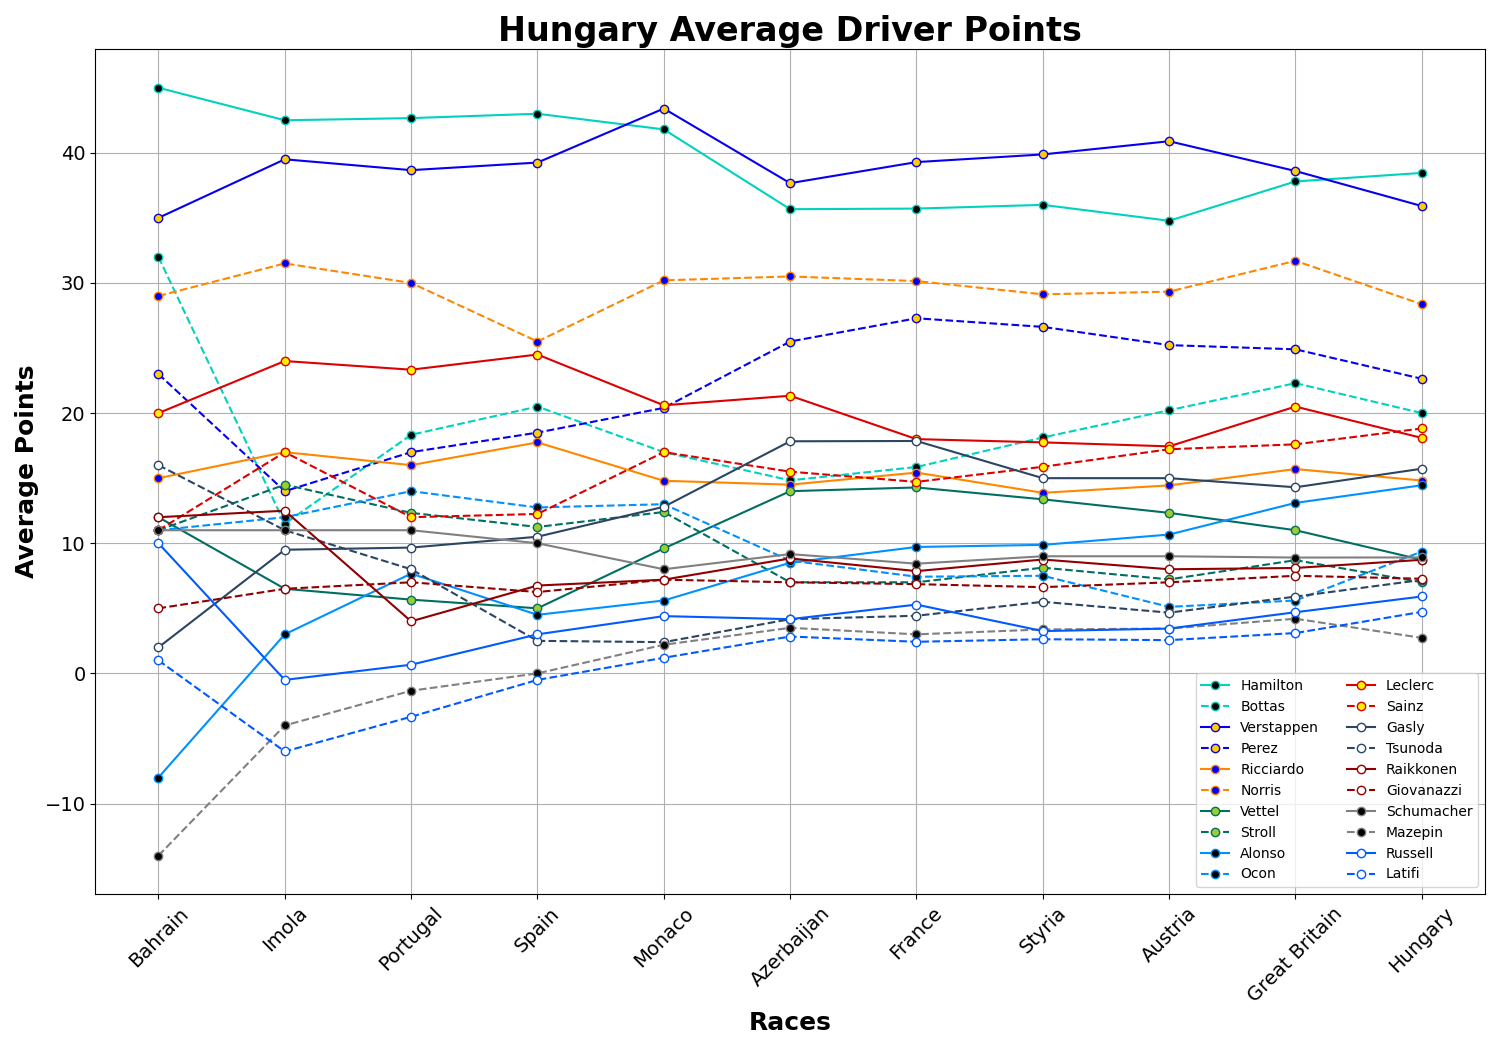 Hungary Average Driver Points
Average Points
40
30
20
10
0
−10
Hamilton
Bottas
Verstappen
Perez
Ricciardo
Norris
Vettel
Stroll
Alonso
Ocon
Leclerc
Sainz
Gasly
Tsunoda
Raikkonen
Giovanazzi
Schumacher
Mazepin
Russell
Latifi
Bahrain
Imola
Portugal
Spain
Monaco
Azerbaijan
France
Styria
Austria
Great Britain
Hungary
Races